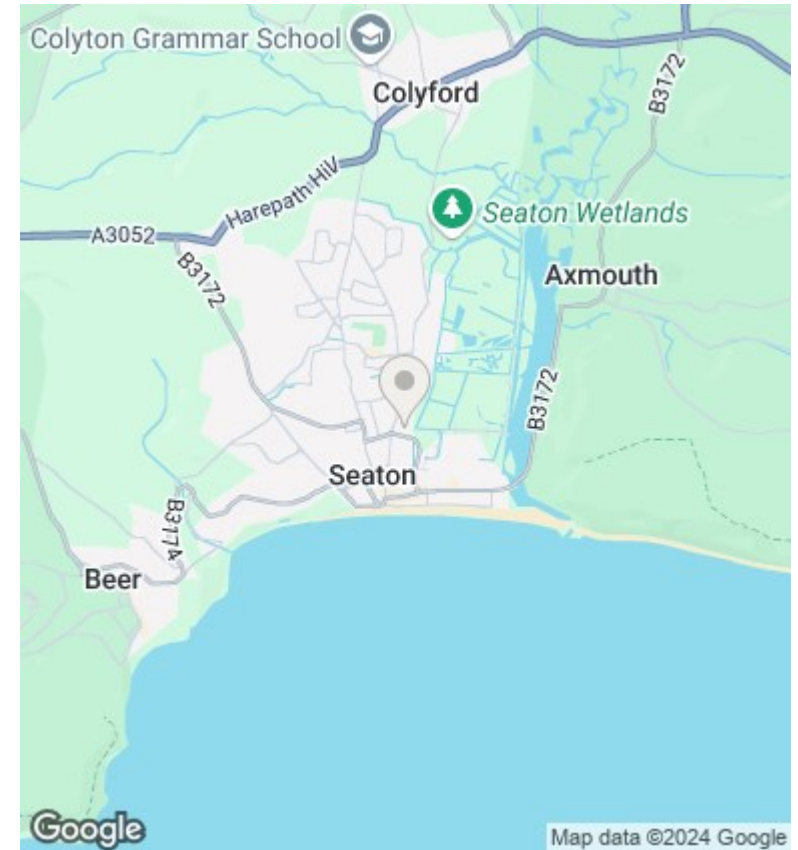 Colyton Grammar School
Colyford
B3172
Harepath Hill
Seaton Wetlands
A3052
B3172
Axmouth
B3172
Seaton
B3174
Beer
Google
Map data ©2024 Google